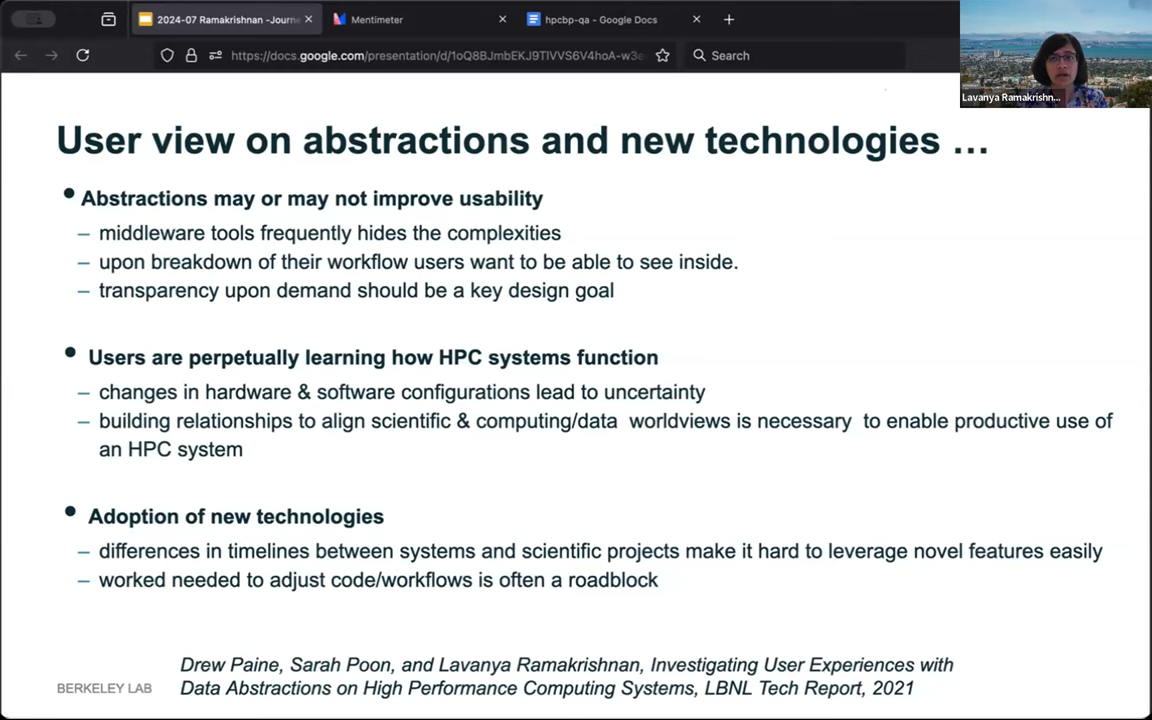 2024-07 Ramakrishnan -Journe
Mentimeter
hpcbp-qa - Google Docs
https://docs.google.com/presentation/d/1oQ8BJmbEKJ9TlVVS6V4hoA-w3e
Search
Lavanya Ramakrishn...
User view on abstractions and new technologies ...
• Abstractions may or may not improve usability
– middleware tools frequently hides the complexities
– upon breakdown of their workflow users want to be able to see inside.
– transparency upon demand should be a key design goal
• Users are perpetually learning how HPC systems function
– changes in hardware & software configurations lead to uncertainty
– building relationships to align scientific & computing/data worldviews is necessary to enable productive use of
an HPC system
• Adoption of new technologies
– differences in timelines between systems and scientific projects make it hard to leverage novel features easily
– worked needed to adjust code/workflows is often a roadblock
Drew Paine, Sarah Poon, and Lavanya Ramakrishnan, Investigating User Experiences with
Data Abstractions on High Performance Computing Systems, LBNL Tech Report, 2021
BERKELEY LAB